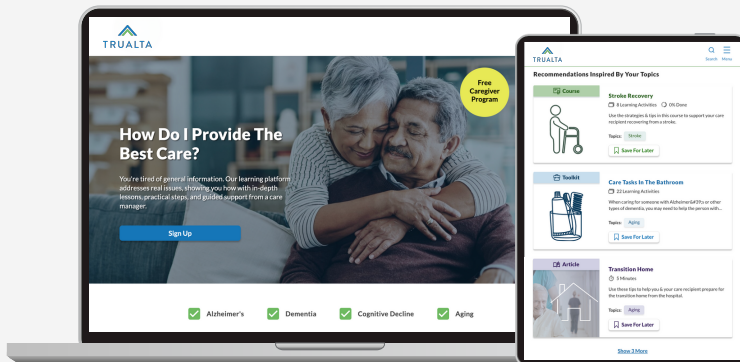 TRUALTA
Free
Caregiver
Program
How Do I Provide The
Best Care?
You're tired of general information. Our learning platform
addresses real issues, showing you how with in-depth
lessons, practical steps, and guided support from a care
manager.
Sign Up
Alzheimer's
Dementia
Cognitive Decline
Aging
TRUALTA
Search
Menu
Recommendations Inspired By Your Topics
Course
Stroke Recovery
8 Learning Activities
0% Done
Use the strategies & tips in this course to support your care
recipient recovering from a stroke.
Topics: Stroke
Save For Later
Toolkit
Care Tasks In The Bathroom
22 Learning Activities
When caring for someone with Alzheimer&#39;s or other
types of dementia, you may need to help the person with...
Topics: Aging
Save For Later
Article
Transition Home
5 Minutes
Use these tips to help you & your care recipient prepare for
the transition home from the hospital.
Topics: Aging
Save For Later
Show 3 More